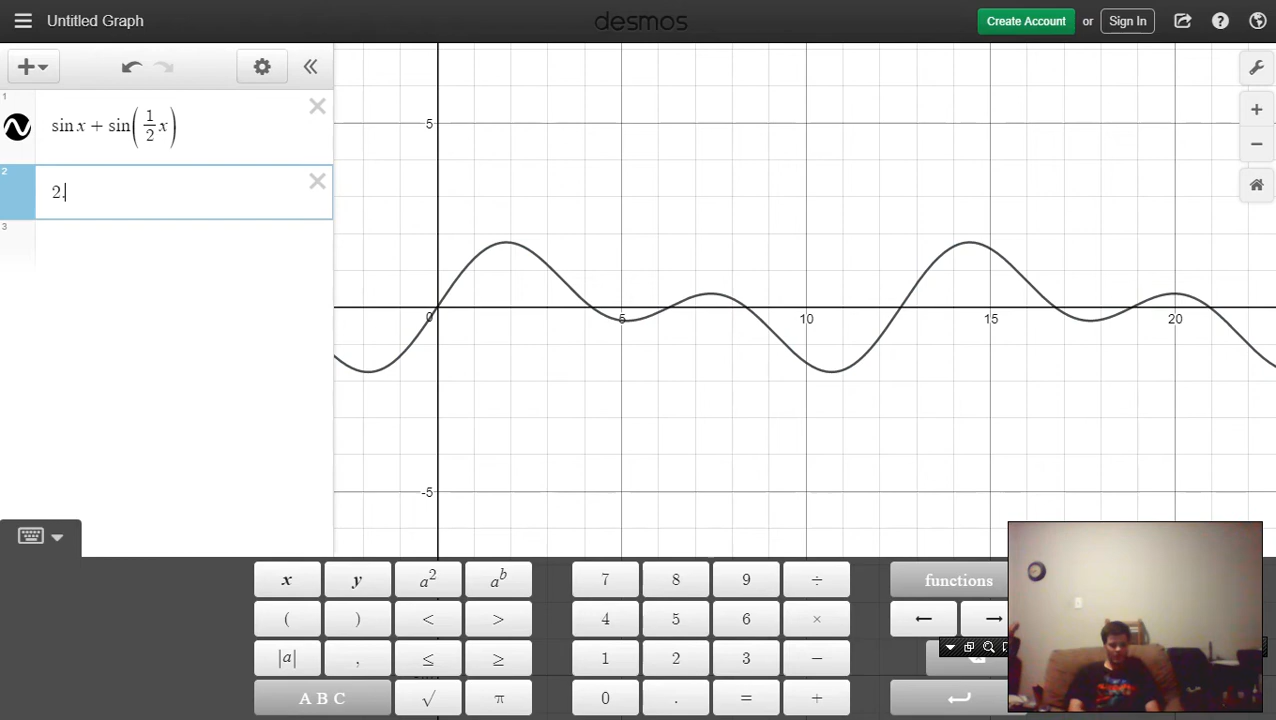 Untitled Graph
desmos
Create Account or Sign In
1
sin x + sin(1/2 x)
2
2.
3
5
0 5 10 15 20
-5
x y a² aᵇ 7 8 9 ÷ functions
( ) < > 4 5 6 × ← →
|a| , ≤ ≥ 1 2 3 −
A B C √ π 0 . = +